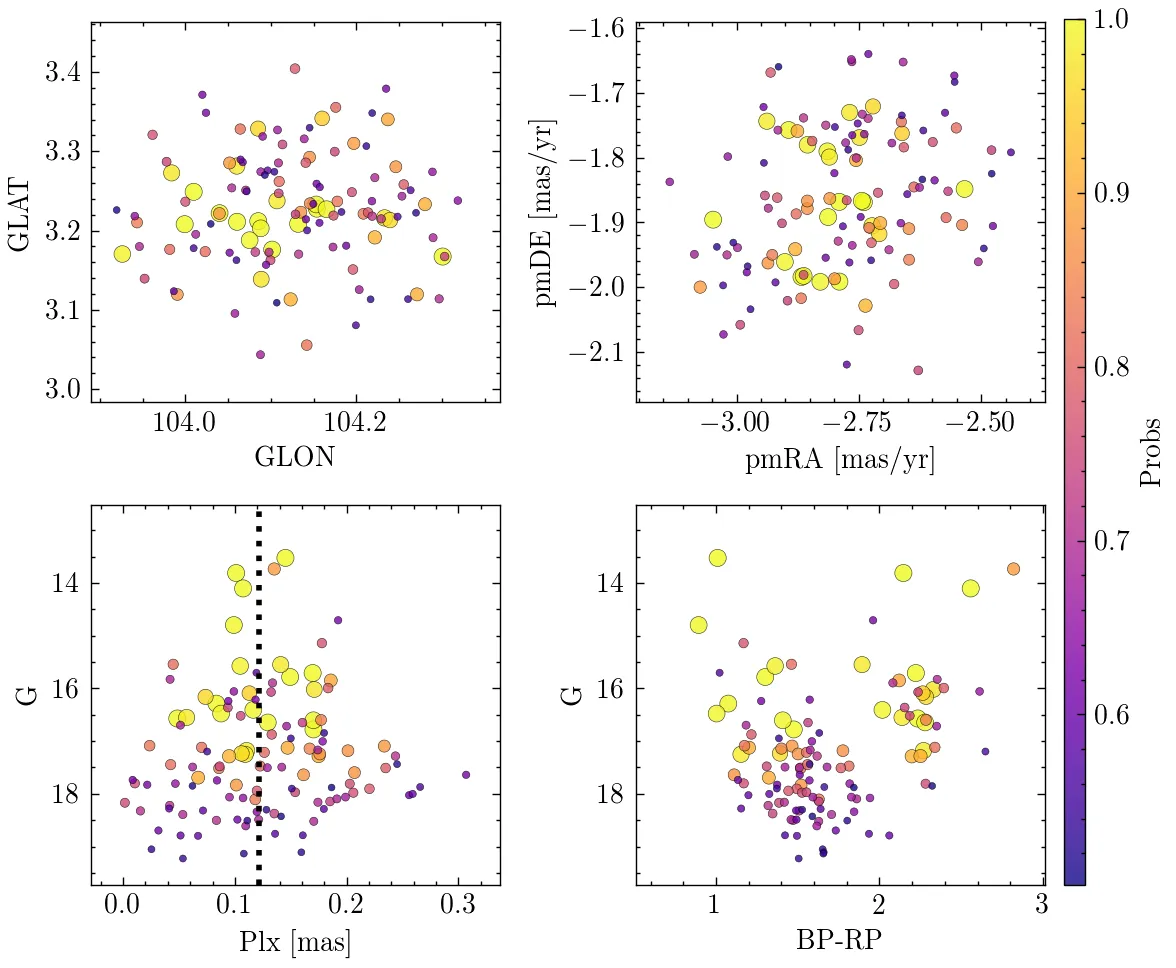 3.4
3.3
3.2
3.1
3.0
GLAT
104.0 104.2
GLON
−1.6
−1.7
−1.8
−1.9
−2.0
−2.1
pmDE [mas/yr]
−3.00 −2.75 −2.50
pmRA [mas/yr]
14
16
18
G
0.0 0.1 0.2 0.3
Plx [mas]
14
16
18
G
1 2 3
BP-RP
1.0
0.9
0.8
0.7
0.6
Probs